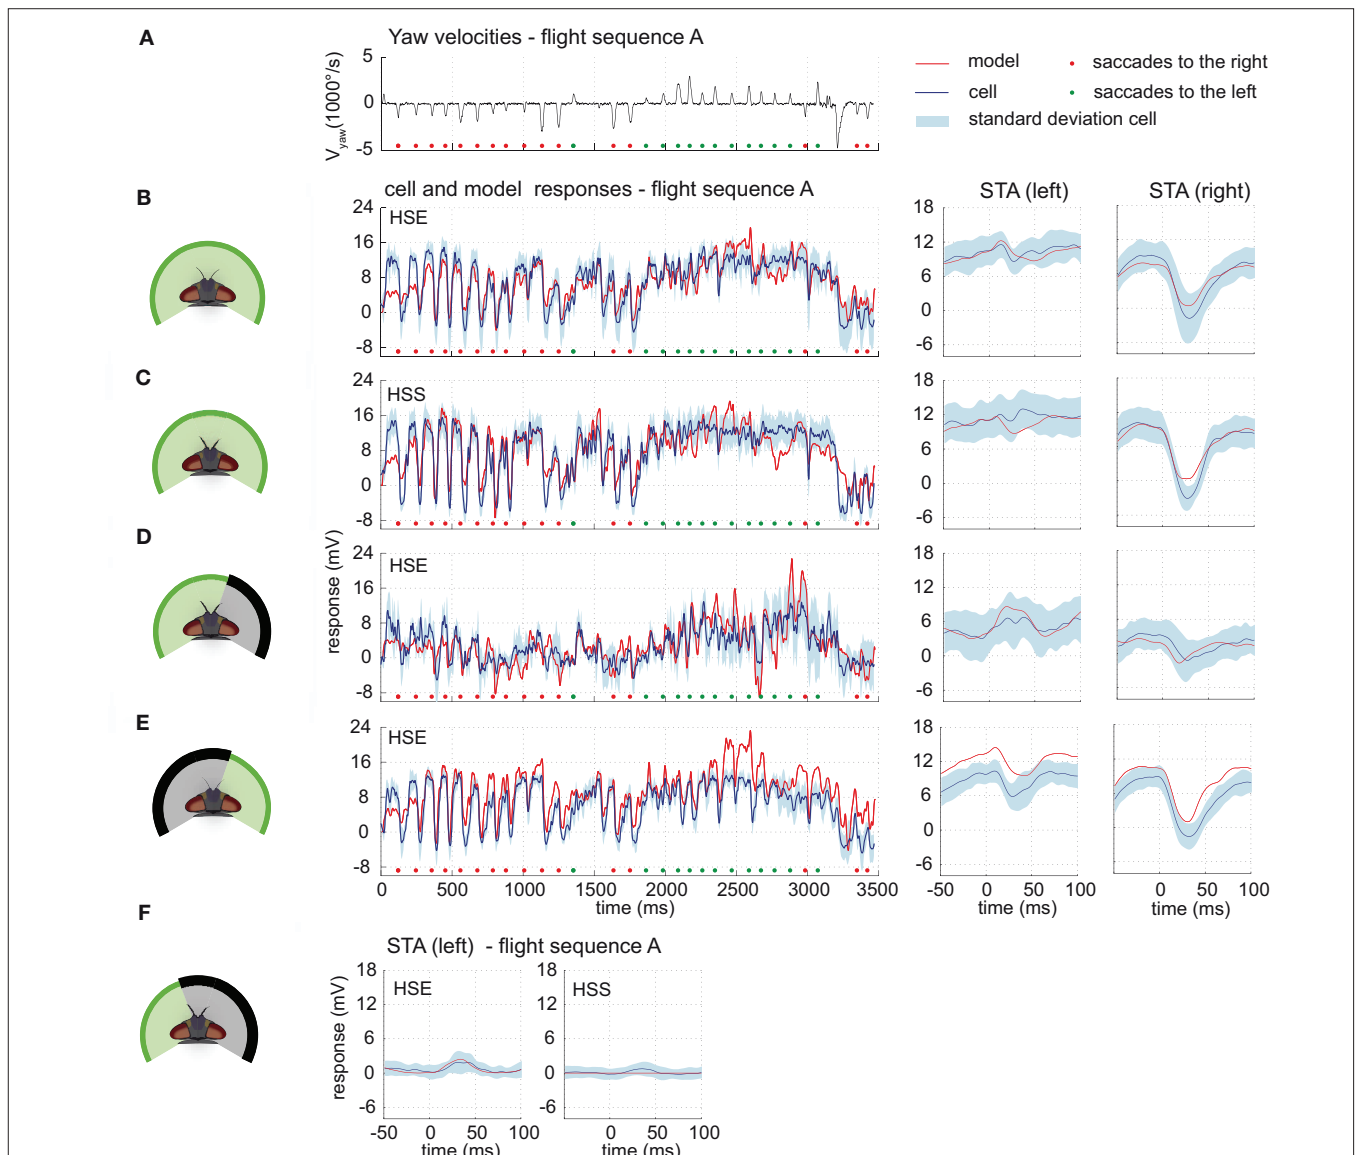 A
Yaw velocities - flight sequence A
5
0
-5
Vyaw(1000°/s)
model
cell
standard deviation cell
saccades to the right
saccades to the left
B
cell and model responses - flight sequence A
STA (left)
STA (right)
HSE
24
16
8
0
-8
18
12
6
0
-6
C
HSS
24
16
8
0
-8
18
12
6
0
-6
D
HSE
24
16
8
0
-8
response (mV)
18
12
6
0
-6
E
HSE
24
16
8
0
-8
0 500 1000 1500 2000 2500 3000 3500
time (ms)
18
12
6
0
-6
-50 0 50 100
time (ms)
0 50 100
time (ms)
F
STA (left) - flight sequence A
response (mV)
HSE
18
12
6
0
-6
-50 0 50 100
time (ms)
HSS
18
12
6
0
-6
0 50 100
time (ms)